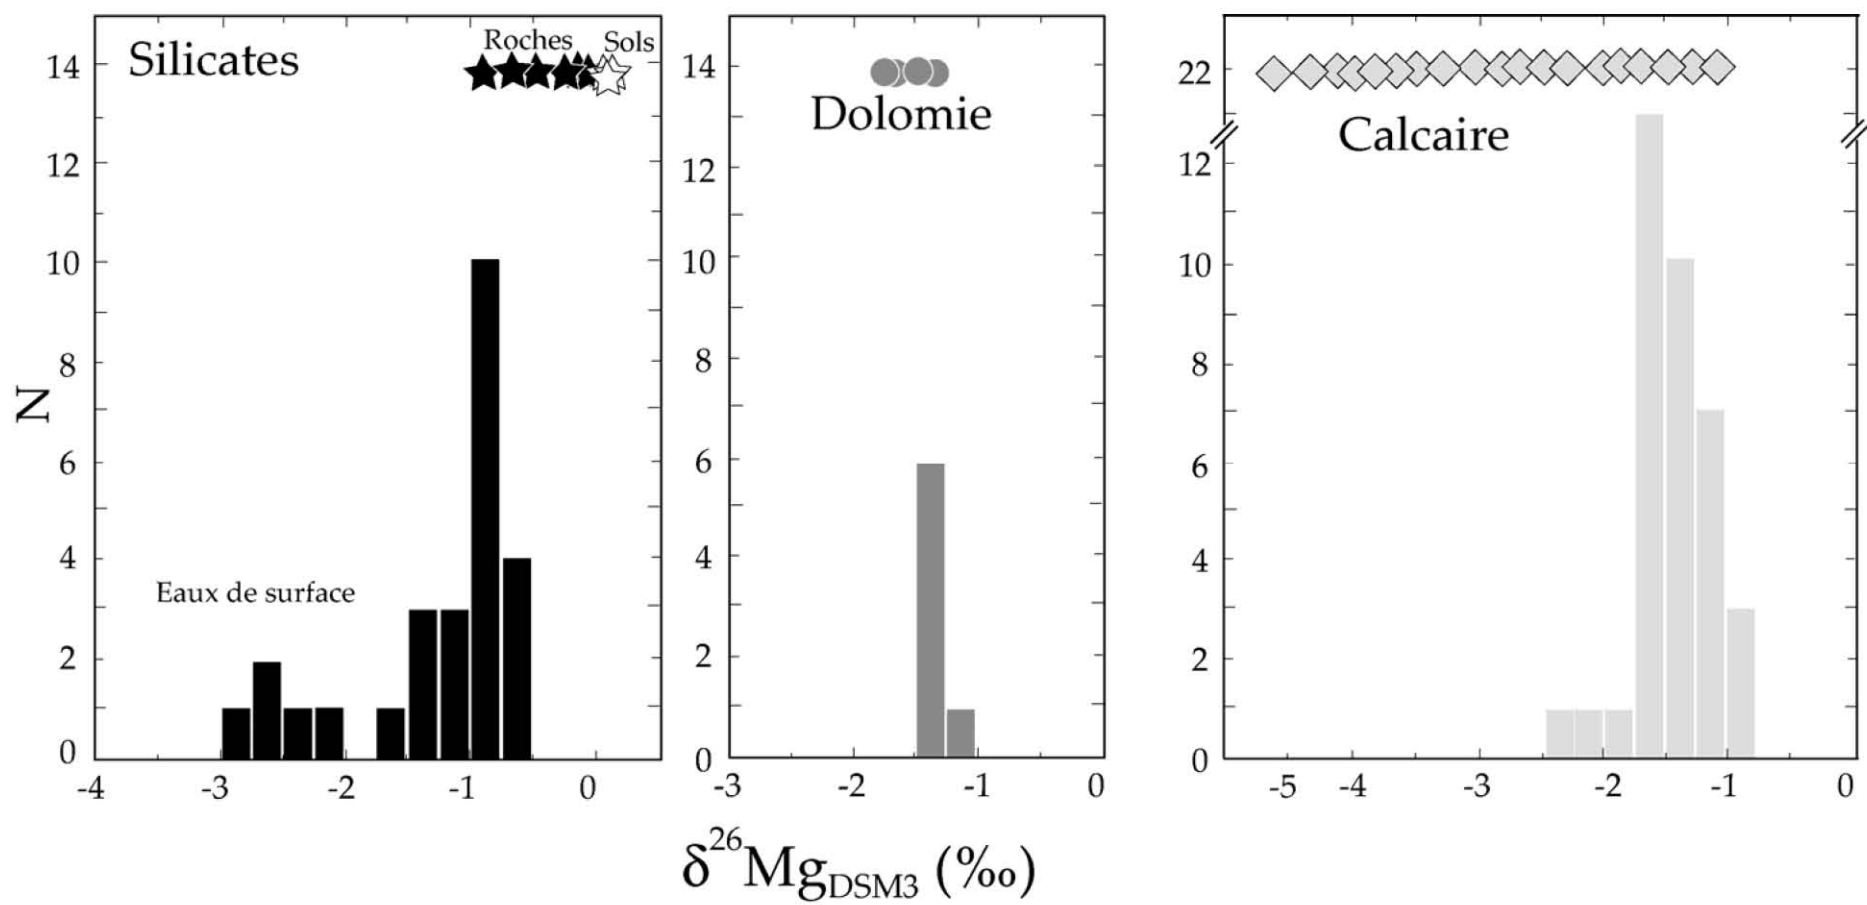 Silicates
Roches
Sols
Eaux de surface
N
14
12
10
8
6
4
2
0
-4 -3 -2 -1 0
Dolomie
14
12
10
8
6
4
2
0
-3 -2 -1 0
Calcaire
22
12
10
8
6
4
2
0
-5 -4 -3 -2 -1 0
δ²⁶Mg_DSM3 (‰)